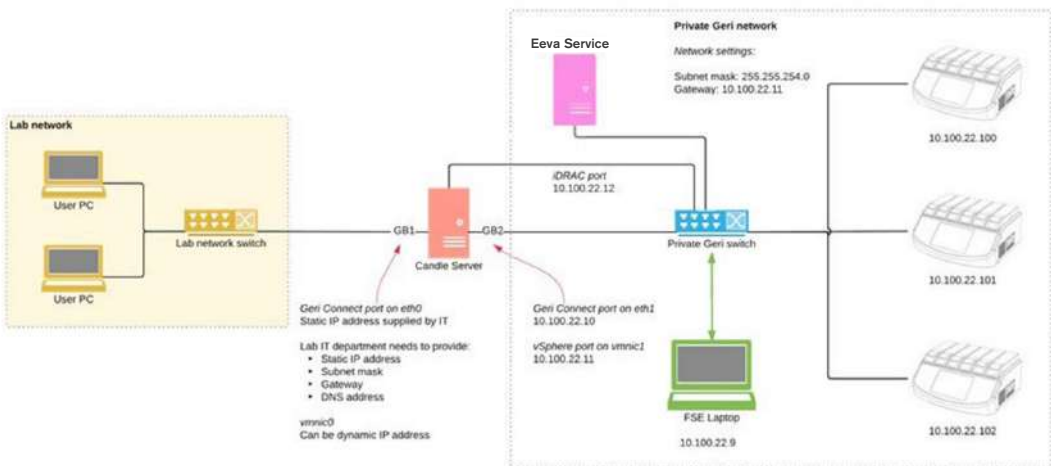 Private Geri network
Network settings:
Subnet mask: 255.255.254.0
Gateway: 10.100.22.11
Eeva Service
Lab network
User PC
User PC
Lab network switch
GB1
Candle Server
GB2
iDRAC port
10.100.22.12
Private Geri switch
10.100.22.100
10.100.22.101
10.100.22.102
Geri Connect port on eth0
Static IP address supplied by IT
Lab IT department needs to provide:
• Static IP address
• Subnet mask
• Gateway
• DNS address
vmnic0
Can be dynamic IP address
Geri Connect port on eth1
10.100.22.10
vSphere port on vmnic1
10.100.22.11
FSE Laptop
10.100.22.9